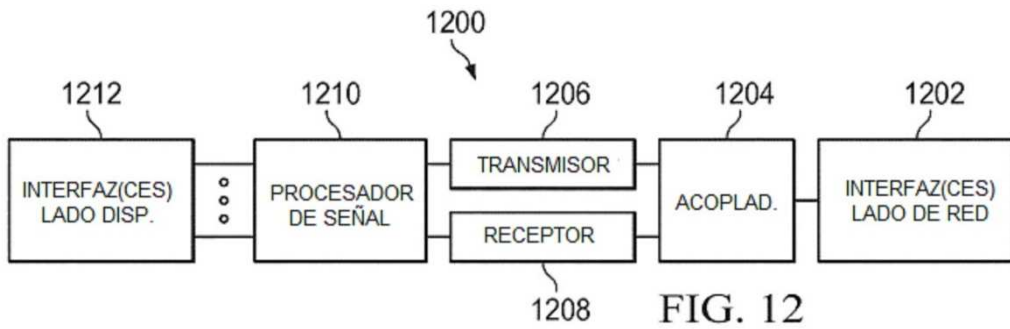 1200
1212
1210
1206
1204
1202
INTERFAZ(CES)
LADO DISP.
PROCESADOR
DE SEÑAL
TRANSMISOR
RECEPTOR
ACOPLAD.
INTERFAZ(CES)
LADO DE RED
1208
FIG. 12